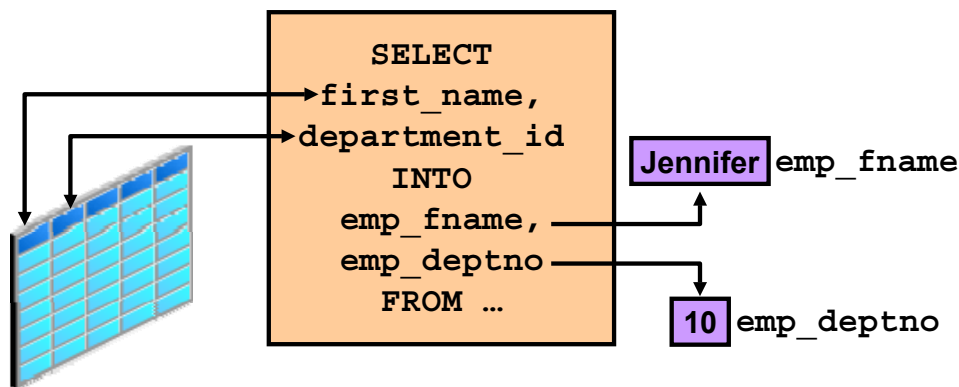 SELECT
first_name,
department_id
INTO
emp_fname,
emp_deptno
FROM …
Jennifer emp_fname
10 emp_deptno